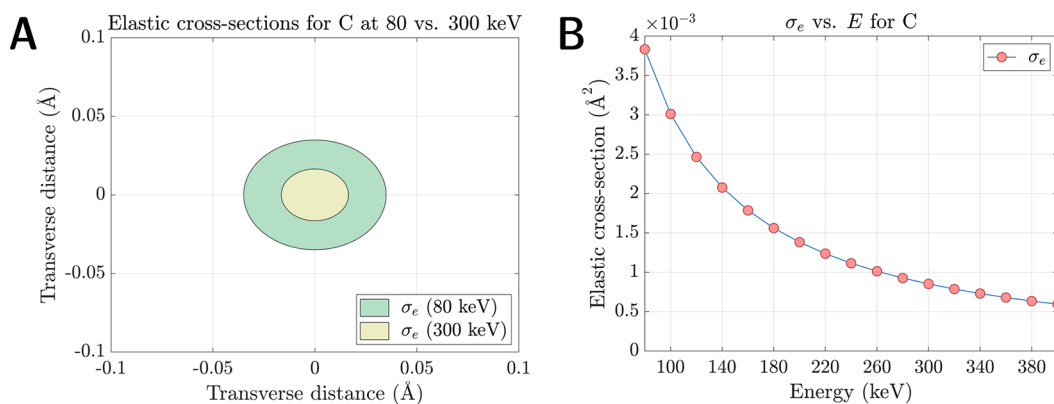 A
Elastic cross-sections for C at 80 vs. 300 keV
0.1
0.05
0
-0.05
-0.1
Transverse distance (Å)
-0.1
-0.05
0
0.05
0.1
Transverse distance (Å)
σe (80 keV)
σe (300 keV)
B
σe vs. E for C
×10−3
4
3.5
3
2.5
2
1.5
1
0.5
0
Elastic cross-section (Å2)
100
140
180
220
260
300
340
380
Energy (keV)
σe